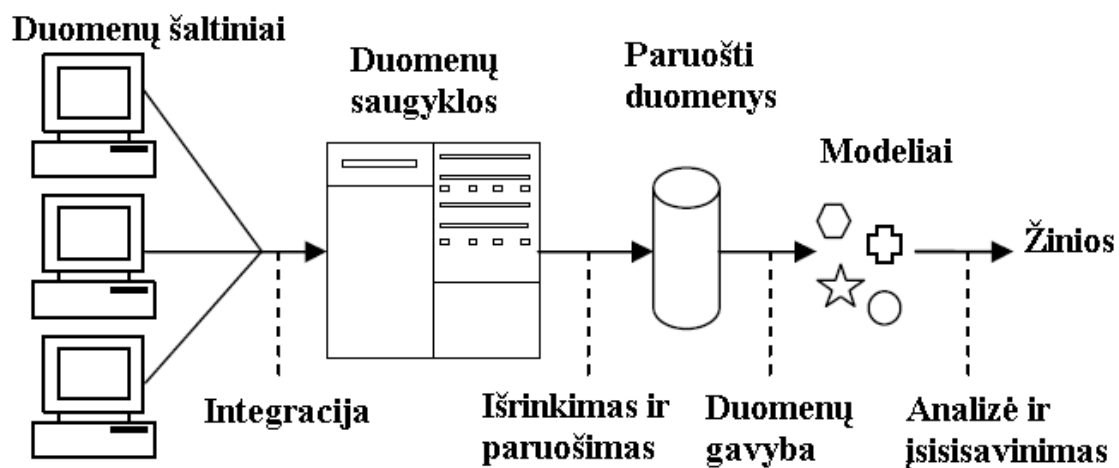 Duomenų šaltiniai
Duomenų
saugyklos
Paruošti
duomenys
Modeliai
Žinios
Integracija
Išrinkimas ir
paruošimas
Duomenų
gavyba
Analizė ir
įsisisavinimas